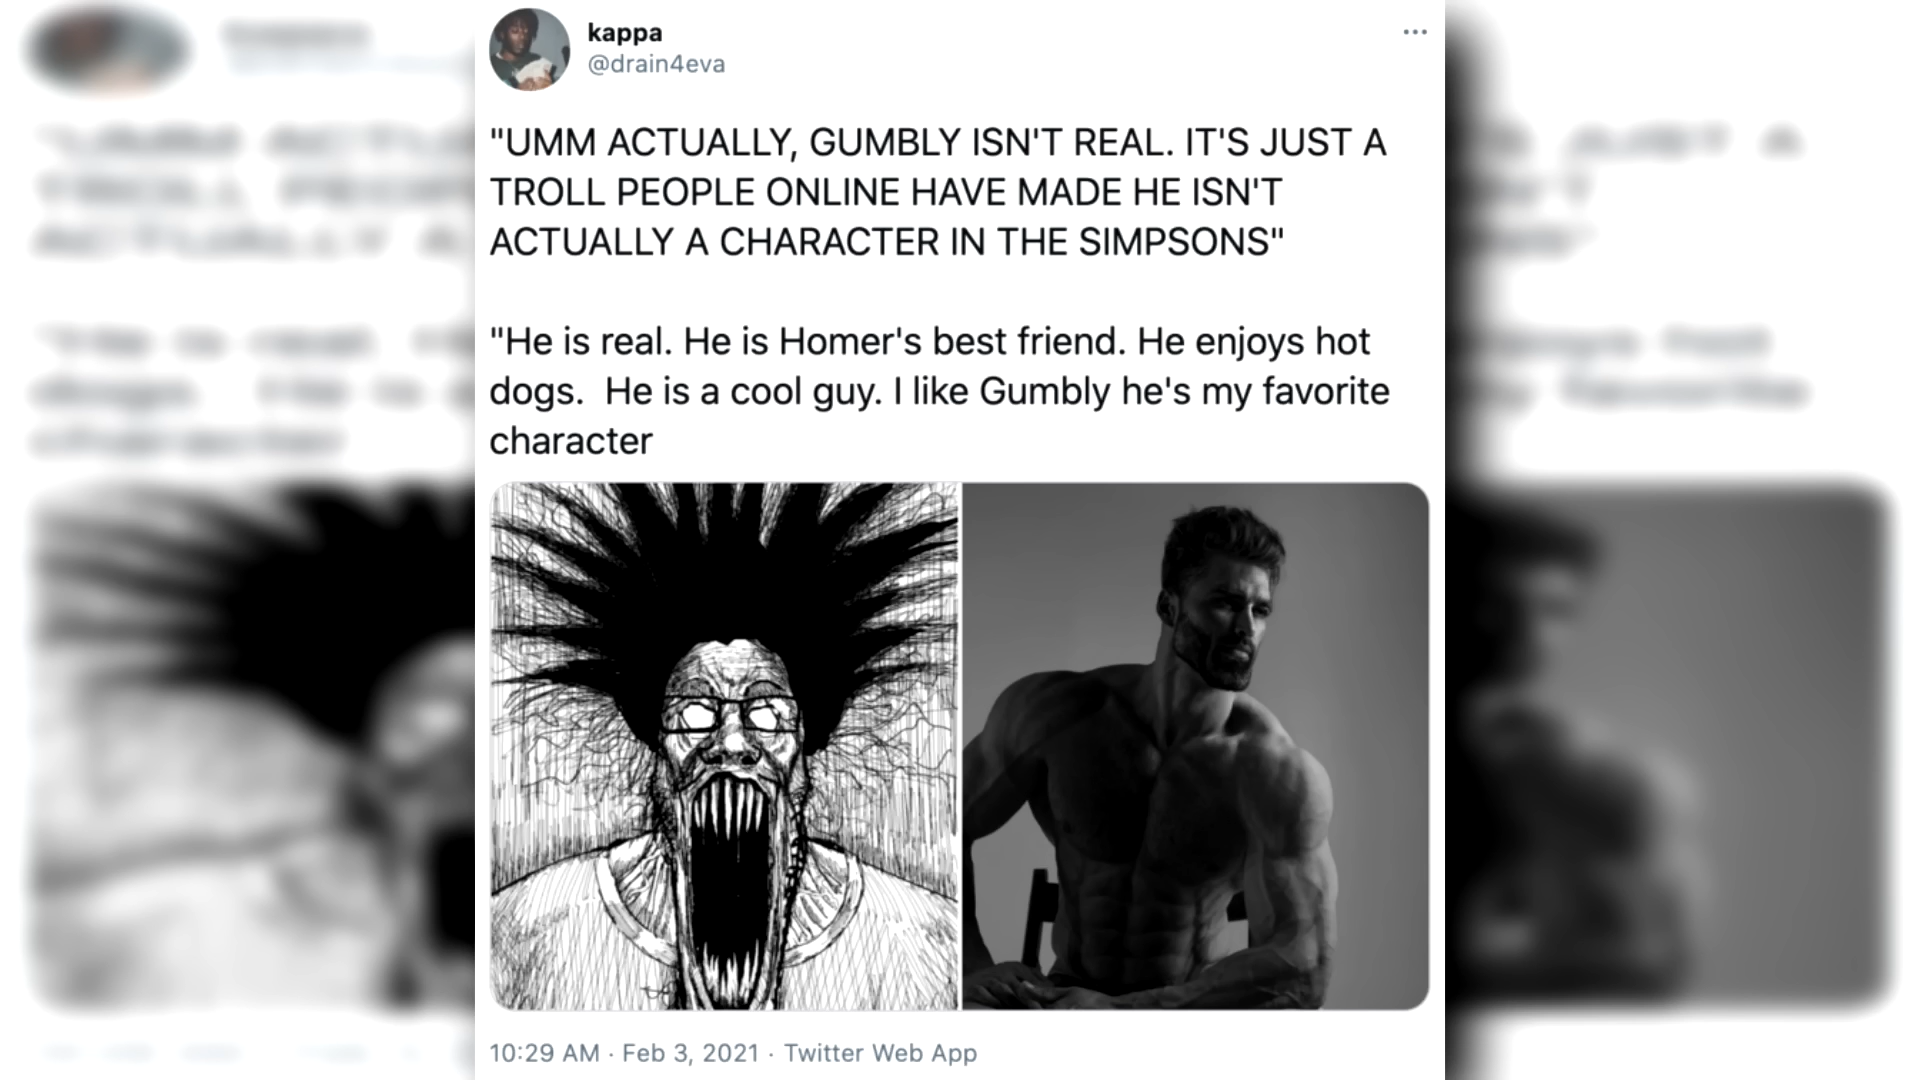 kappa
@drain4eva
"UMM ACTUALLY, GUMBLY ISN'T REAL. IT'S JUST A
TROLL PEOPLE ONLINE HAVE MADE HE ISN'T
ACTUALLY A CHARACTER IN THE SIMPSONS"
"He is real. He is Homer's best friend. He enjoys hot
dogs.  He is a cool guy. I like Gumbly he's my favorite
character
10:29 AM · Feb 3, 2021 · Twitter Web App